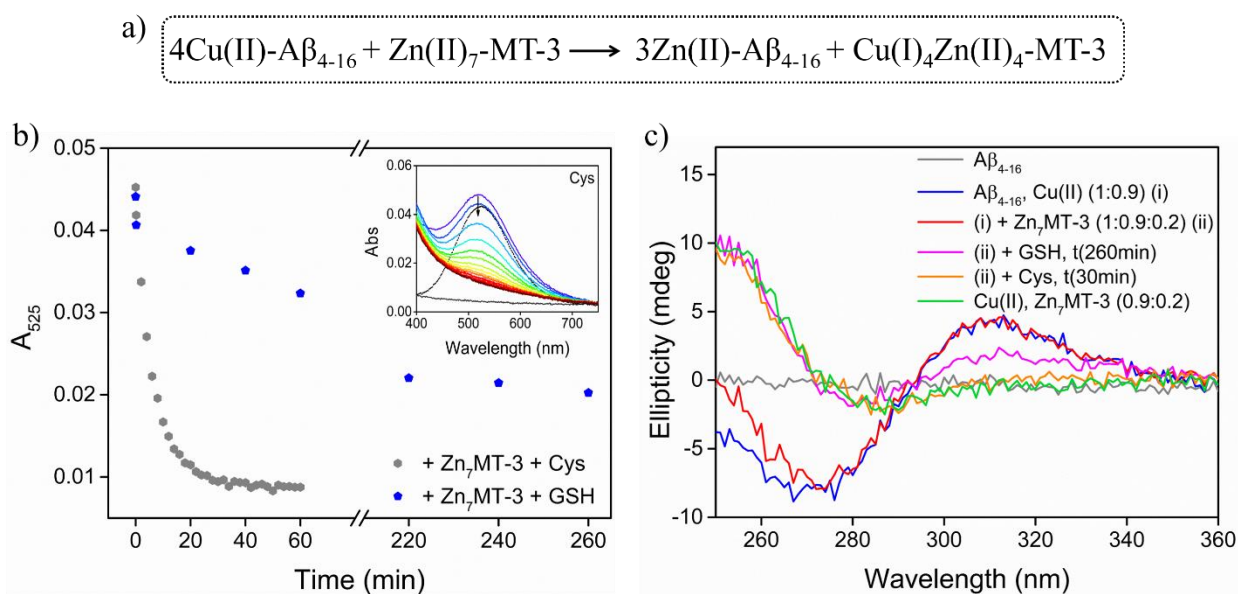 a)
4Cu(II)-Aβ4-16 + Zn(II)7-MT-3 ⟶ 3Zn(II)-Aβ4-16 + Cu(I)4Zn(II)4-MT-3
b)
0.05
0.04
0.03
0.02
0.01
A525
0
20
40
60
220
240
260
Time (min)
+ Zn7MT-3 + Cys
+ Zn7MT-3 + GSH
Cys
0.06
0.04
0.02
0.00
Abs
400
500
600
700
Wavelength (nm)
c)
15
10
5
0
-5
-10
Ellipticity (mdeg)
Aβ4-16
Aβ4-16, Cu(II) (1:0.9) (i)
(i) + Zn7MT-3 (1:0.9:0.2) (ii)
(ii) + GSH, t(260min)
(ii) + Cys, t(30min)
Cu(II), Zn7MT-3 (0.9:0.2)
260
280
300
320
340
360
Wavelength (nm)